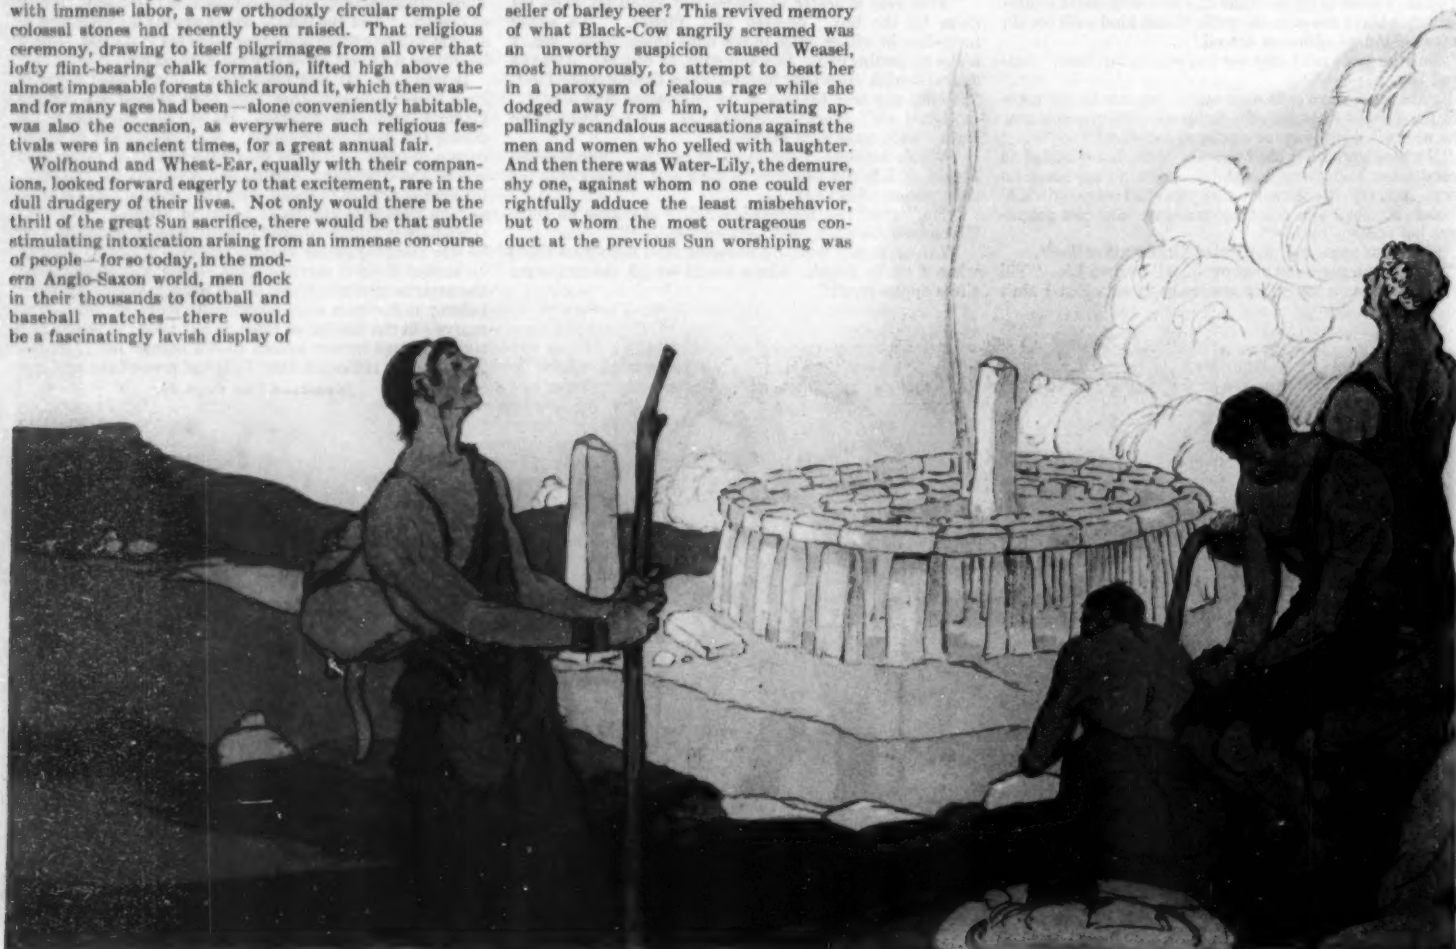 with immense labor, a new orthodoxly circular temple of
colossal stones had recently been raised. That religious
ceremony, drawing to itself pilgrimages from all over that
lofty flint-bearing chalk formation, lifted high above the
almost impassable forests thick around it, which then was—
and for many ages had been—alone conveniently habitable,
was also the occasion, as everywhere such religious fes-
tivals were in ancient times, for a great annual fair.
Wolfhound and Wheat-Ear, equally with their compan-
ions, looked forward eagerly to that excitement, rare in the
dull drudgery of their lives. Not only would there be the
thrill of the great Sun sacrifice, there would be that subtle
stimulating intoxication arising from an immense concourse
of people—for so today, in the mod-
ern Anglo-Saxon world, men flock
in their thousands to football and
baseball matches—there would
be a fascinatingly lavish display of
seller of barley beer? This revived memory
of what Black-Cow angrily screamed was
an unworthy suspicion caused Weasel,
most humorously, to attempt to beat her
in a paroxysm of jealous rage while she
dodged away from him, vituperating ap-
pallingly scandalous accusations against the
men and women who yelled with laughter.
And then there was Water-Lily, the demure,
shy one, against whom no one could ever
rightfully adduce the least misbehavior,
but to whom the most outrageous con-
duct at the previous Sun worshiping was